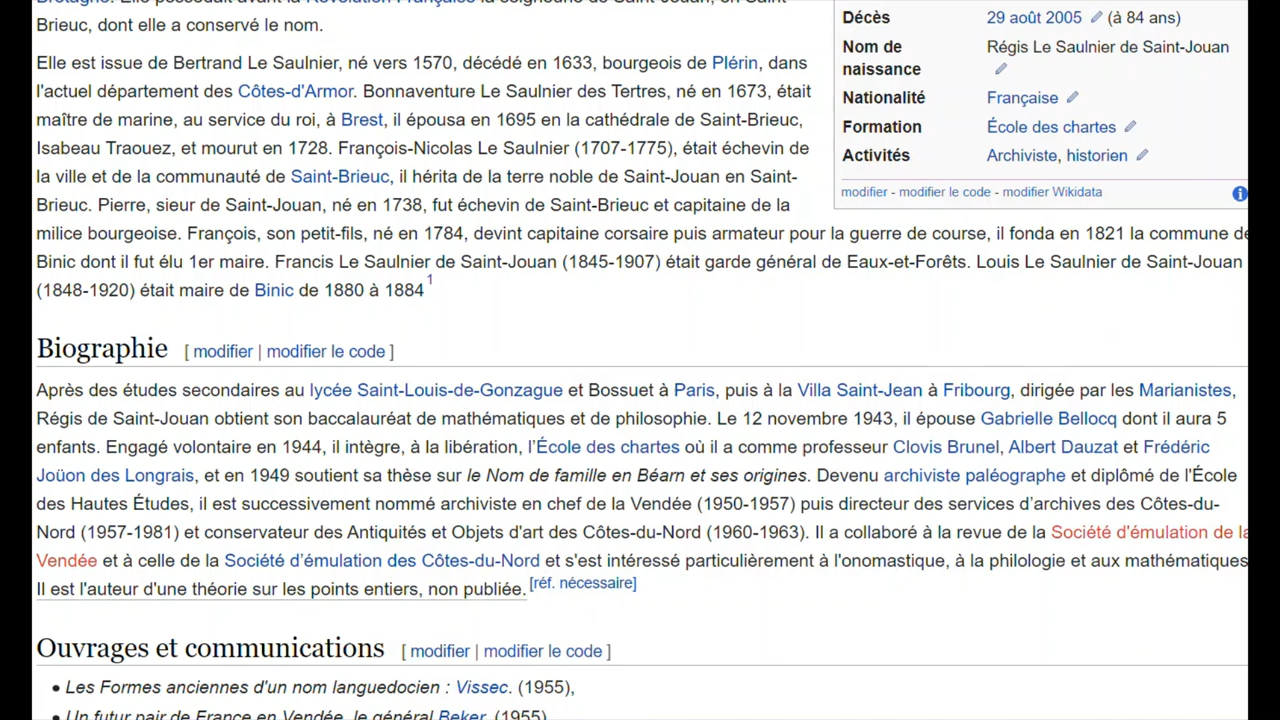 Bretagne. Elle possédait avant la Révolution Française la seigneurie de Saint-Jouan, en Saint-
Brieuc, dont elle a conservé le nom.
Elle est issue de Bertrand Le Saulnier, né vers 1570, décédé en 1633, bourgeois de Plérin, dans
l'actuel département des Côtes-d'Armor. Bonnaventure Le Saulnier des Tertres, né en 1673, était
maître de marine, au service du roi, à Brest, il épousa en 1695 en la cathédrale de Saint-Brieuc,
Isabeau Traouez, et mourut en 1728. François-Nicolas Le Saulnier (1707-1775), était échevin de
la ville et de la communauté de Saint-Brieuc, il hérita de la terre noble de Saint-Jouan en Saint-
Brieuc. Pierre, sieur de Saint-Jouan, né en 1738, fut échevin de Saint-Brieuc et capitaine de la
milice bourgeoise. François, son petit-fils, né en 1784, devint capitaine corsaire puis armateur pour la guerre de course, il fonda en 1821 la commune de
Binic dont il fut élu 1er maire. Francis Le Saulnier de Saint-Jouan (1845-1907) était garde général de Eaux-et-Forêts. Louis Le Saulnier de Saint-Jouan
(1848-1920) était maire de Binic de 1880 à 1884 1
Décès 29 août 2005 (à 84 ans)
Nom de Régis Le Saulnier de Saint-Jouan
naissance
Nationalité Française
Formation École des chartes
Activités Archiviste, historien
modifier - modifier le code - modifier Wikidata
Biographie [ modifier | modifier le code ]
Après des études secondaires au lycée Saint-Louis-de-Gonzague et Bossuet à Paris, puis à la Villa Saint-Jean à Fribourg, dirigée par les Marianistes,
Régis de Saint-Jouan obtient son baccalauréat de mathématiques et de philosophie. Le 12 novembre 1943, il épouse Gabrielle Bellocq dont il aura 5
enfants. Engagé volontaire en 1944, il intègre, à la libération, l'École des chartes où il a comme professeur Clovis Brunel, Albert Dauzat et Frédéric
Joüon des Longrais, et en 1949 soutient sa thèse sur le Nom de famille en Béarn et ses origines. Devenu archiviste paléographe et diplômé de l'École
des Hautes Études, il est successivement nommé archiviste en chef de la Vendée (1950-1957) puis directeur des services d'archives des Côtes-du-
Nord (1957-1981) et conservateur des Antiquités et Objets d'art des Côtes-du-Nord (1960-1963). Il a collaboré à la revue de la Société d'émulation de la
Vendée et à celle de la Société d'émulation des Côtes-du-Nord et s'est intéressé particulièrement à l'onomastique, à la philologie et aux mathématiques
Il est l'auteur d'une théorie sur les points entiers, non publiée. [réf. nécessaire]
Ouvrages et communications [ modifier | modifier le code ]
• Les Formes anciennes d'un nom languedocien : Vissec. (1955),
• Un futur pair de France en Vendée, le général Beker. (1955)